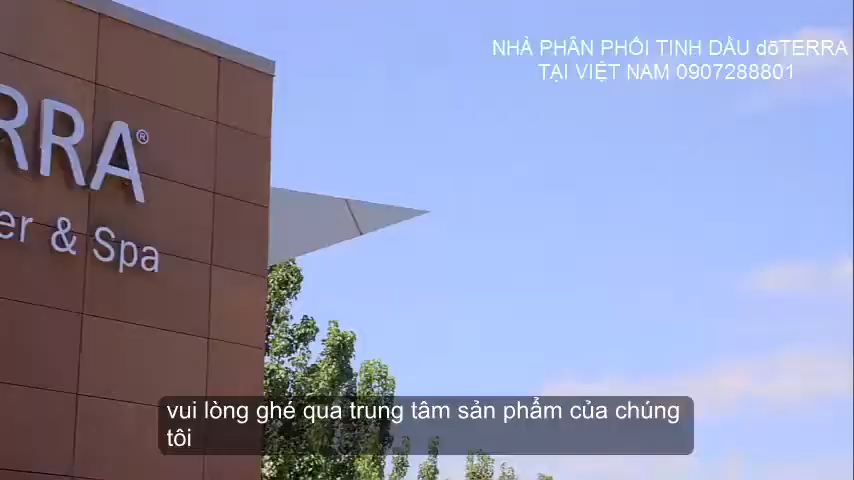 NHÀ PHÂN PHỐI TINH DẦU dōTERRA
TẠI VIỆT NAM 0907288801
RRA®
er & Spa
vui lòng ghé qua trung tâm sản phẩm của chúng
tôi